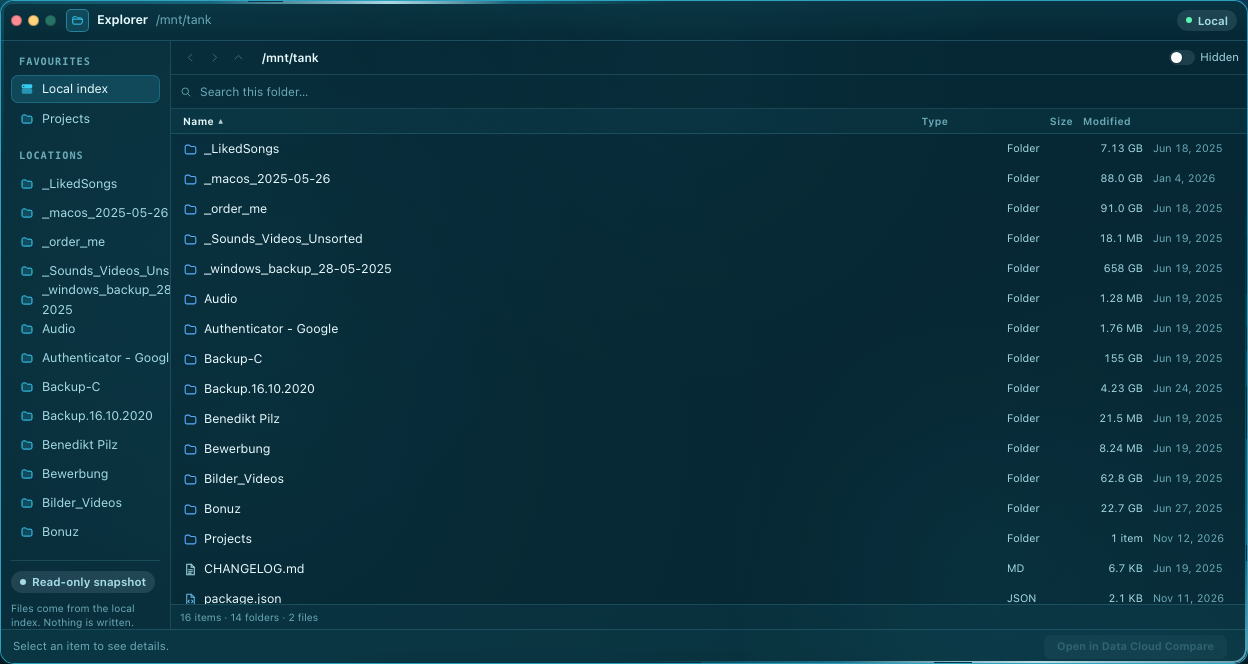 Explorer /mnt/tank
Local
FAVOURITES
Local index
Projects
LOCATIONS
_LikedSongs
_macos_2025-05-26
_order_me
_Sounds_Videos_Uns
_windows_backup_28
2025
Audio
Authenticator - Googl
Backup-C
Backup.16.10.2020
Benedikt Pilz
Bewerbung
Bilder_Videos
Bonuz
Read-only snapshot
Files come from the local
index. Nothing is written.
/mnt/tank
Hidden
Search this folder...
Name Type Size Modified
_LikedSongs Folder 7.13 GB Jun 18, 2025
_macos_2025-05-26 Folder 88.0 GB Jan 4, 2026
_order_me Folder 91.0 GB Jun 18, 2025
_Sounds_Videos_Unsorted Folder 18.1 MB Jun 19, 2025
_windows_backup_28-05-2025 Folder 658 GB Jun 19, 2025
Audio Folder 1.28 MB Jun 19, 2025
Authenticator - Google Folder 1.76 MB Jun 19, 2025
Backup-C Folder 155 GB Jun 19, 2025
Backup.16.10.2020 Folder 4.23 GB Jun 24, 2025
Benedikt Pilz Folder 21.5 MB Jun 19, 2025
Bewerbung Folder 8.24 MB Jun 19, 2025
Bilder_Videos Folder 62.8 GB Jun 19, 2025
Bonuz Folder 22.7 GB Jun 27, 2025
Projects Folder 1 item Nov 12, 2026
CHANGELOG.md MD 6.7 KB Jun 19, 2025
package.json JSON 2.1 KB Nov 11, 2026
16 items · 14 folders · 2 files
Select an item to see details.
Open in Data Cloud Compare